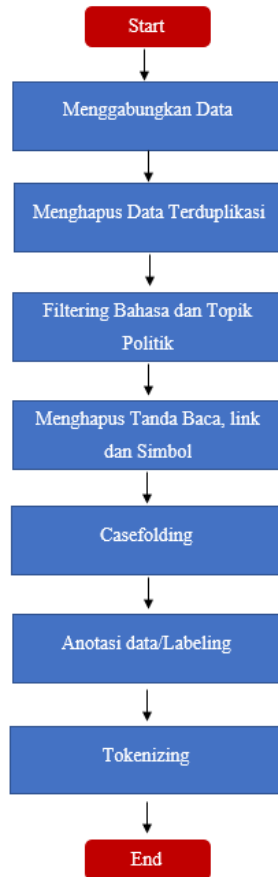 Start
Menggabungkan Data
Menghapus Data Terduplikasi
Filtering Bahasa dan Topik
Politik
Menghapus Tanda Baca, link
dan Simbol
Casefolding
Anotasi data/Labeling
Tokenizing
End